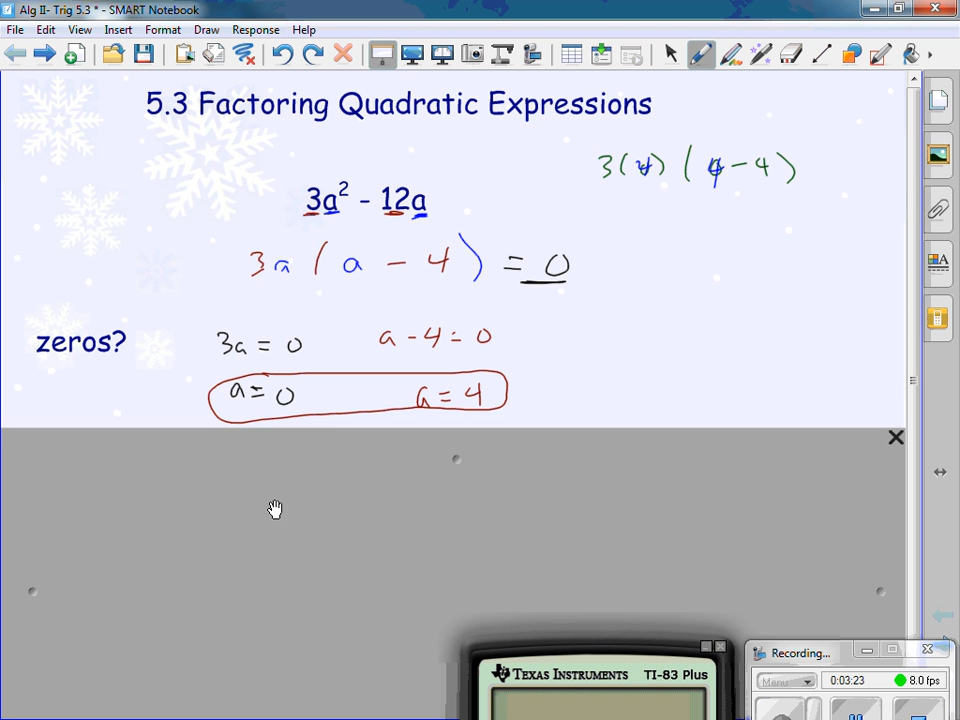 Alg II- Trig 5.3 * - SMART Notebook
File Edit View Insert Format Draw Response Help
5.3 Factoring Quadratic Expressions
3(4)(4-4)
3a² - 12a
3a(a-4) = 0
zeros? 3a = 0 a-4=0
a=0 a=4
TEXAS INSTRUMENTS TI-83 Plus
Recording...
Menu 0:03:23 8.0 fps